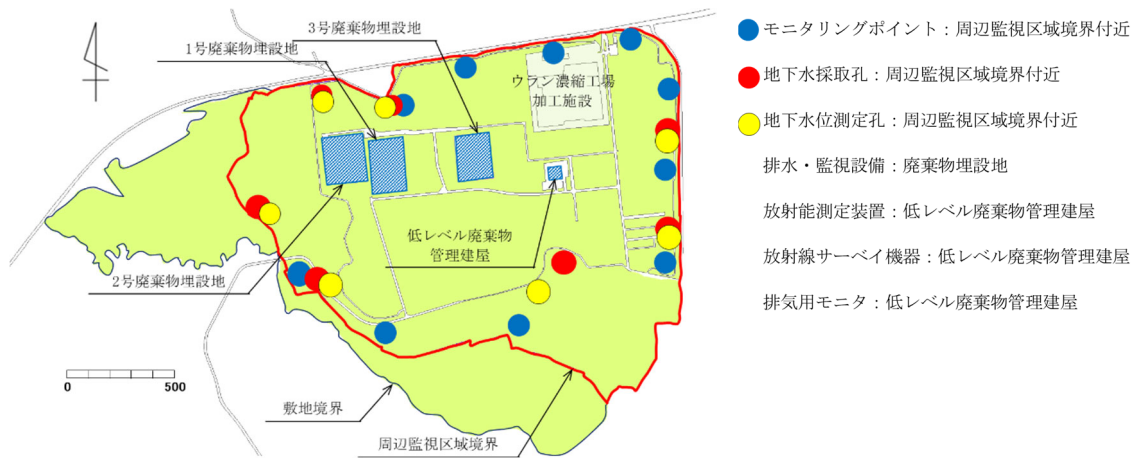 3号廃棄物埋設地
1号廃棄物埋設地
ウラン濃縮工場
加工施設
低レベル廃棄物
管理建屋
2号廃棄物埋設地
0
500
敷地境界
周辺監視区域境界
モニタリングポイント：周辺監視区域境界付近
地下水採取孔：周辺監視区域境界付近
地下水位測定孔：周辺監視区域境界付近
排水・監視設備：廃棄物埋設地
放射能測定装置：低レベル廃棄物管理建屋
放射線サーベイ機器：低レベル廃棄物管理建屋
排気用モニタ：低レベル廃棄物管理建屋